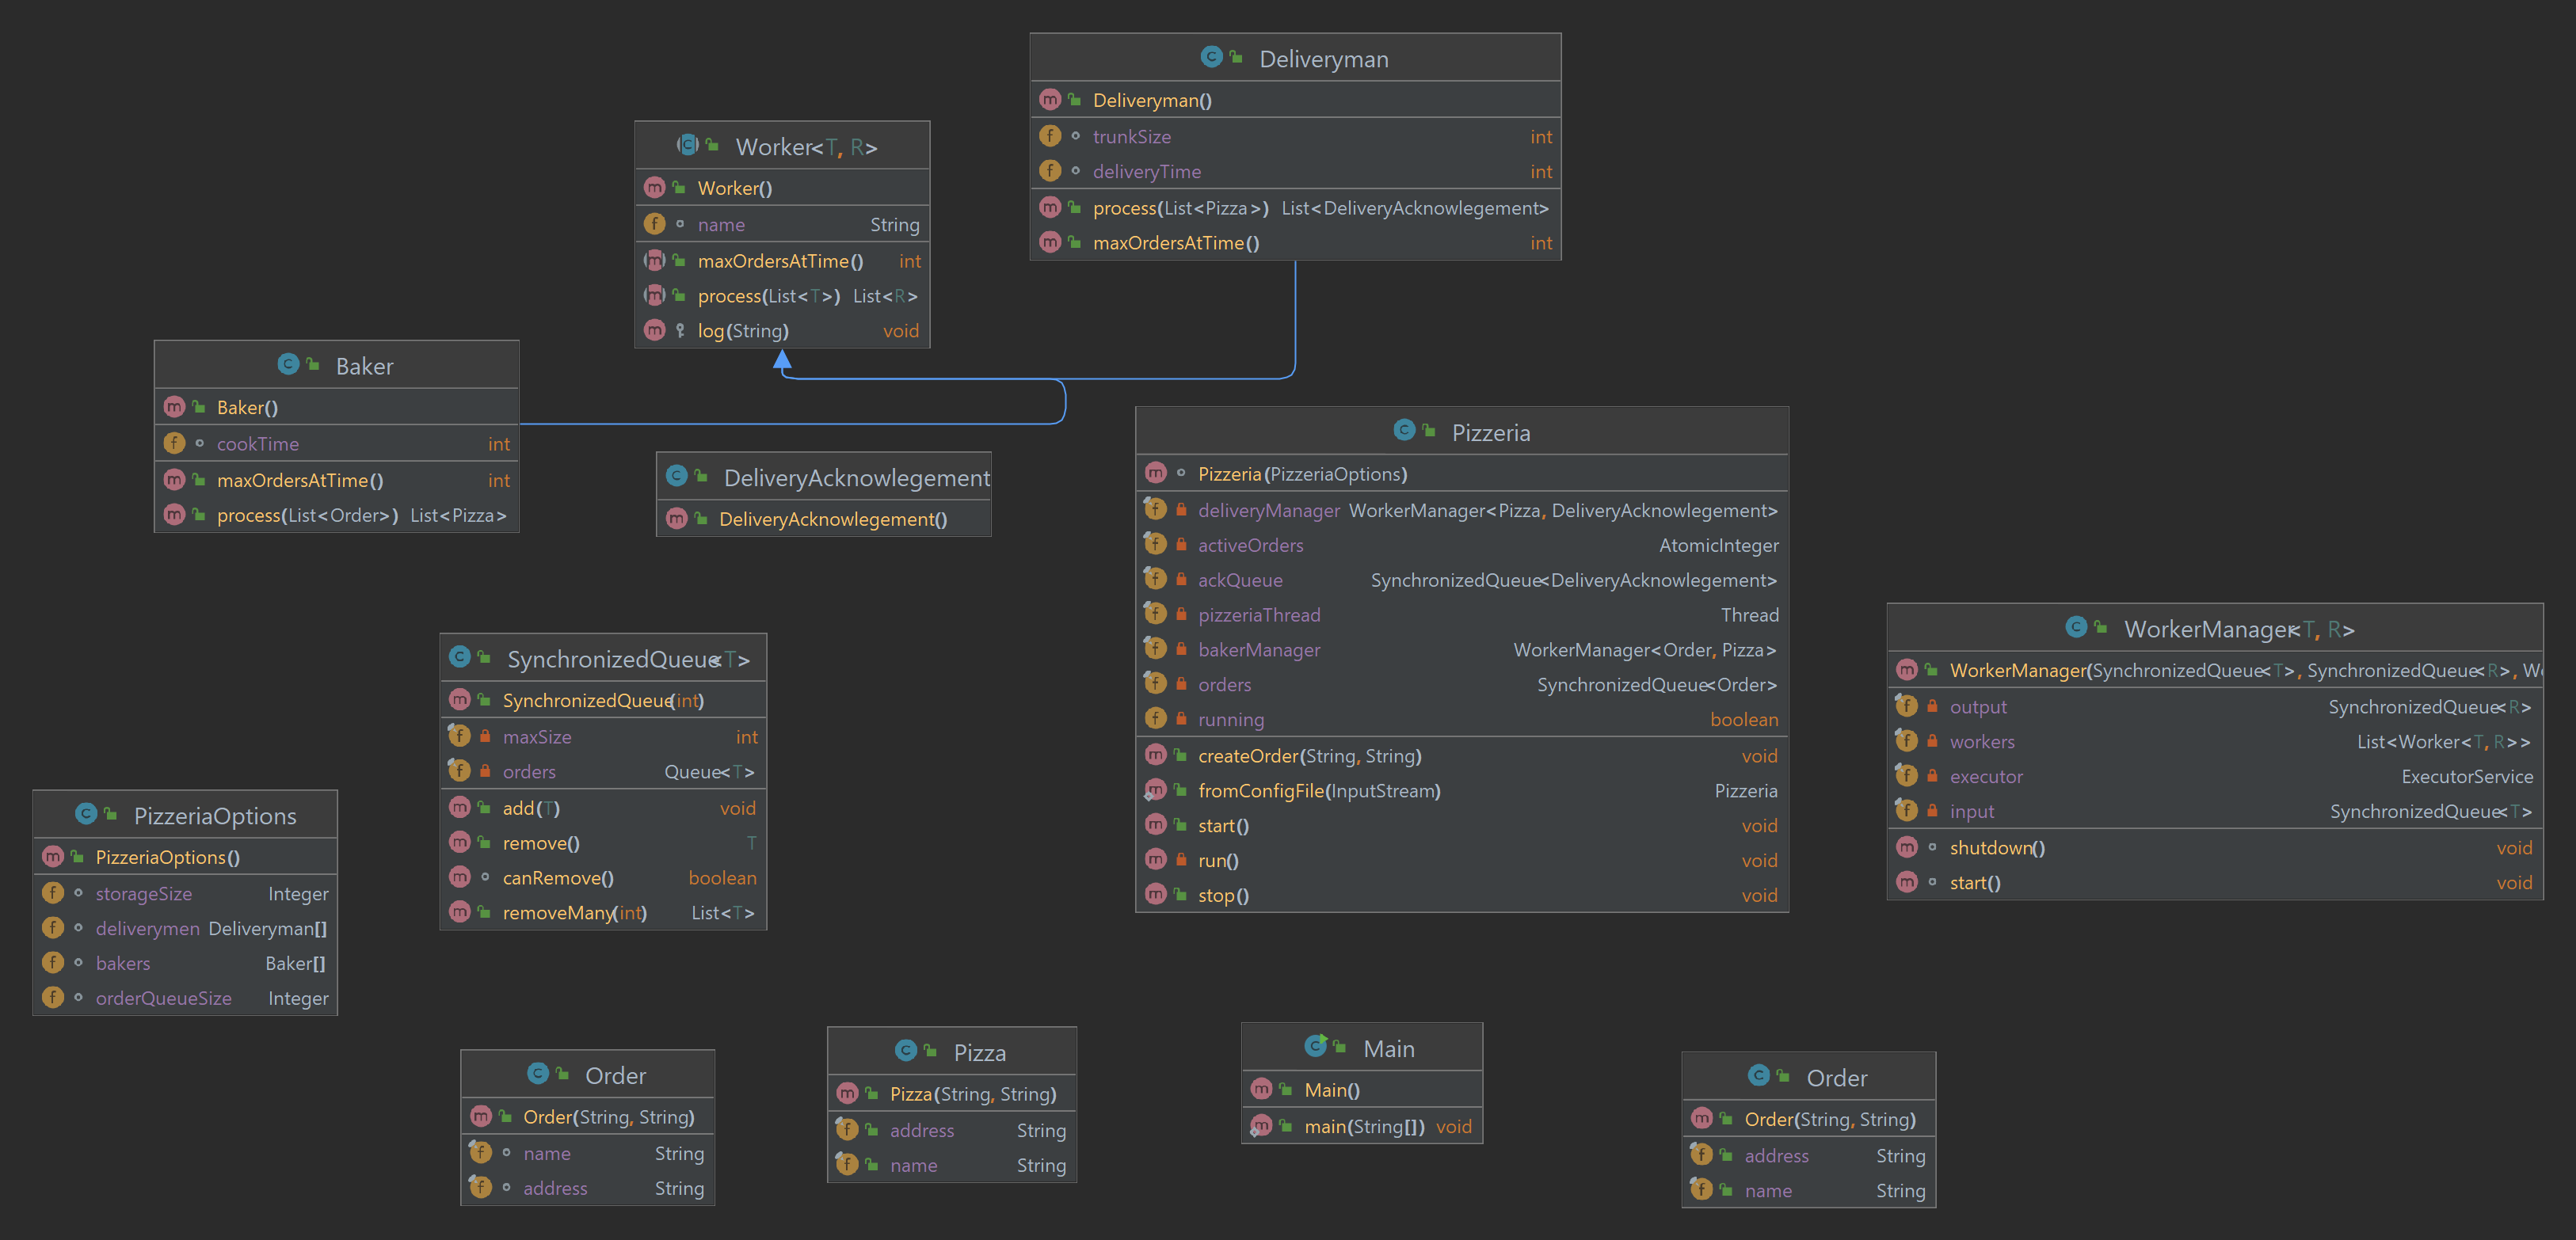 Deliveryman
Deliveryman()
trunkSize int
deliveryTime int
process(List<Pizza>) List<DeliveryAcknowlegement>
maxOrdersAtTime() int
Worker<T, R>
Worker()
name String
maxOrdersAtTime() int
process(List<T>) List<R>
log(String) void
Baker
Baker()
cookTime int
maxOrdersAtTime() int
process(List<Order>) List<Pizza>
DeliveryAcknowlegement
DeliveryAcknowlegement()
Pizzeria
Pizzeria(PizzeriaOptions)
deliveryManager WorkerManager<Pizza, DeliveryAcknowlegement>
activeOrders AtomicInteger
ackQueue SynchronizedQueue<DeliveryAcknowlegement>
pizzeriaThread Thread
bakerManager WorkerManager<Order, Pizza>
orders SynchronizedQueue<Order>
running boolean
createOrder(String, String) void
fromConfigFile(InputStream) Pizzeria
start() void
run() void
stop() void
WorkerManager<T, R>
WorkerManager(SynchronizedQueue<T>, SynchronizedQueue<R>, Wo
output SynchronizedQueue<R>
workers List<Worker<T, R>>
executor ExecutorService
input SynchronizedQueue<T>
shutdown() void
start() void
SynchronizedQueue<T>
SynchronizedQueue(int)
maxSize int
orders Queue<T>
add(T) void
remove() T
canRemove() boolean
removeMany(int) List<T>
PizzeriaOptions
PizzeriaOptions()
storageSize Integer
deliverymen Deliveryman[]
bakers Baker[]
orderQueueSize Integer
Order
Order(String, String)
name String
address String
Pizza
Pizza(String, String)
address String
name String
Main
Main()
main(String[]) void
Order
Order(String, String)
address String
name String